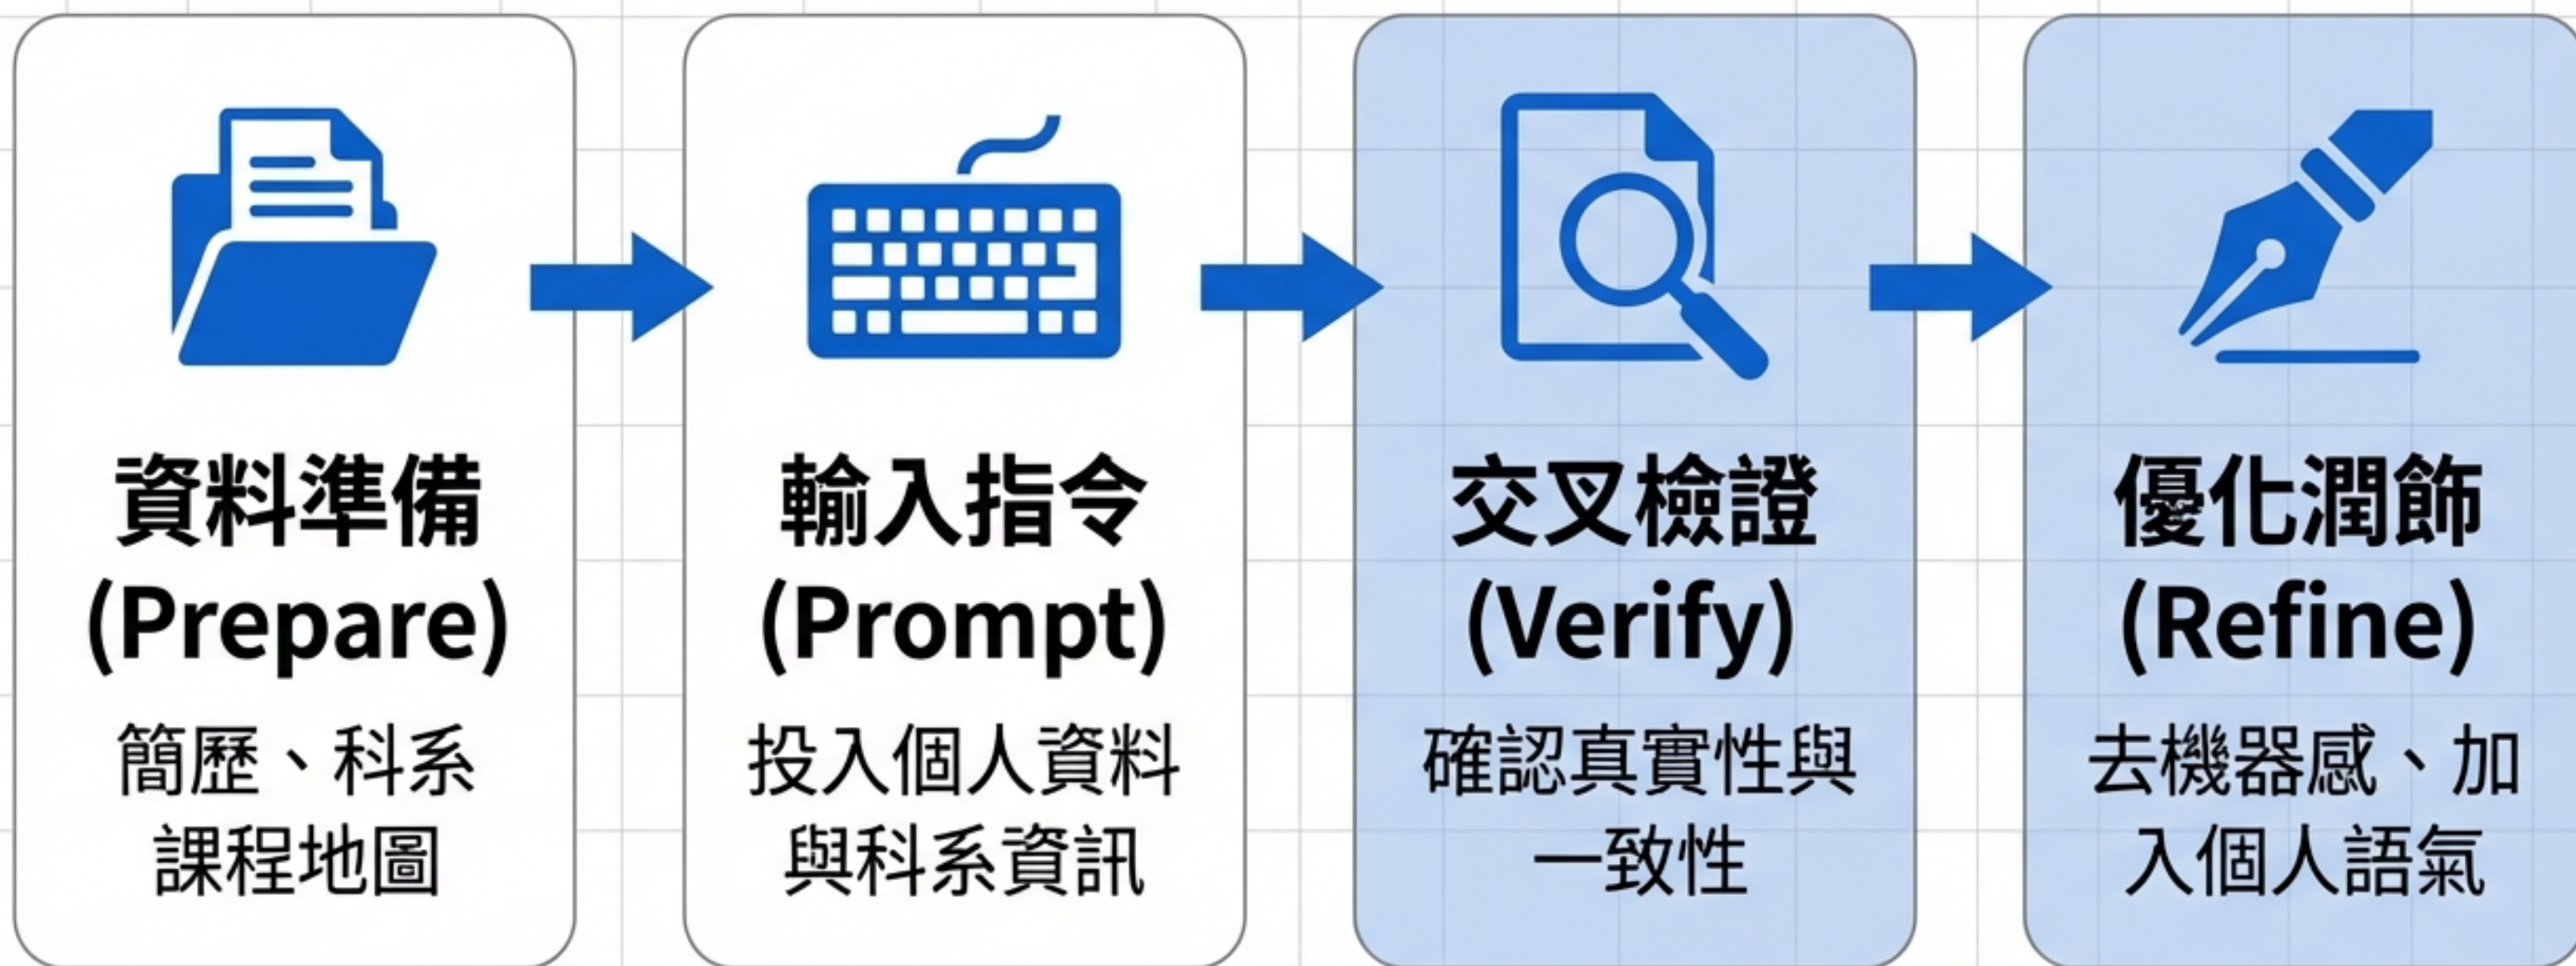 資料準備
(Prepare)
簡歷、科系
課程地圖
輸入指令
(Prompt)
投入個人資料
與科系資訊
交叉檢證
(Verify)
確認真實性與
一致性
優化潤飾
(Refine)
去機器感、加
入個人語氣